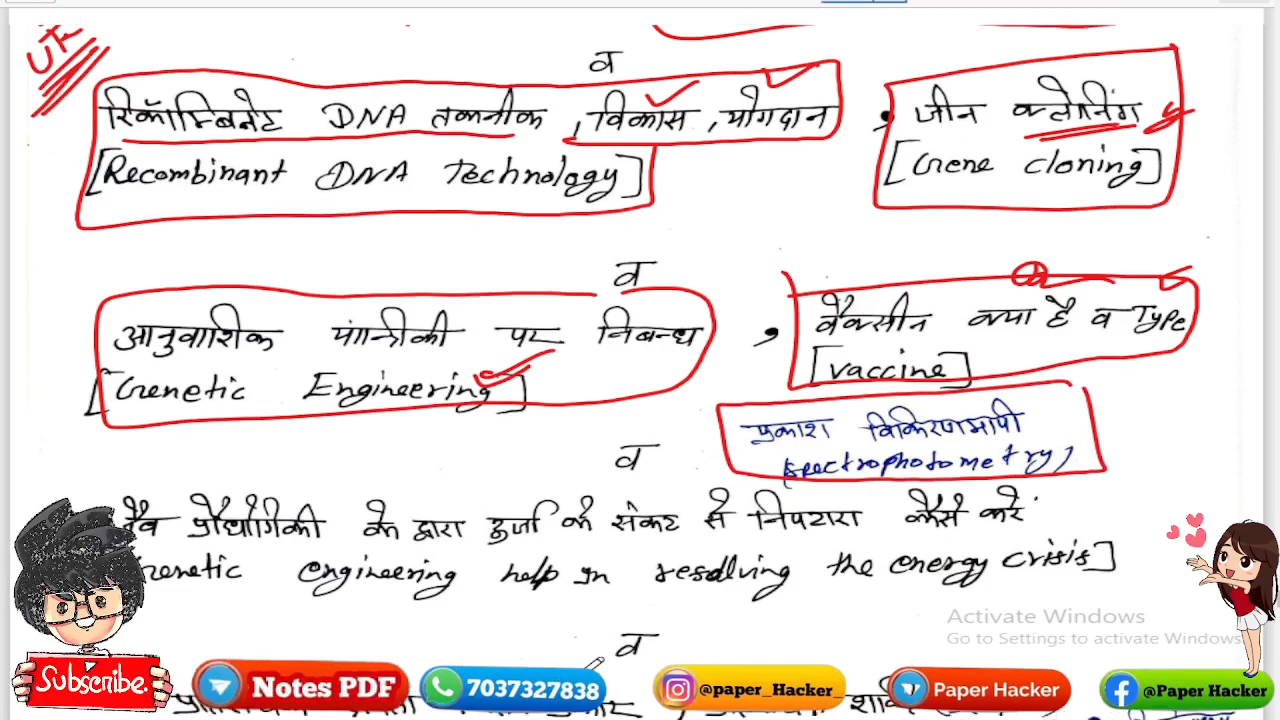 व
रिकॉम्बिनेट DNA तकनीक , विकास , योगदान , जीन क्लोनिंग
[Recombinant DNA Technology] [Gene cloning]
व
आनुवाशिक यांन्त्रिकी पर निबन्ध , वैक्सीन क्या है व Type
[Genetic Engineering] [vaccine]
प्रकाश विकिरणमापी
(spectrophotometry)
व
जैव प्रौद्योगिकी के द्वारा ऊर्जा के संकट से निपटारा कैसे करें
Genetic engineering help in resolving the energy crisis]
Activate Windows
Go to Settings to activate Windows.
व
Subscribe.
Notes PDF
7037327838
@paper_Hacker
Paper Hacker
@Paper Hacker